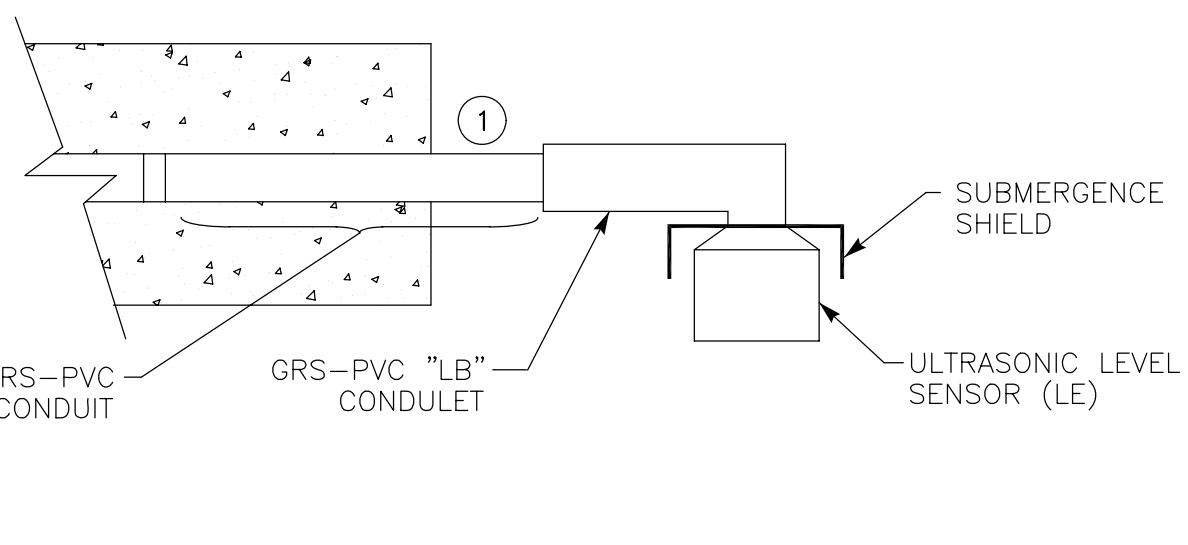 1
SUBMERGENCE
SHIELD
RS-PVC
CONDUIT
GRS-PVC "LB"
CONDULET
ULTRASONIC LEVEL
SENSOR (LE)